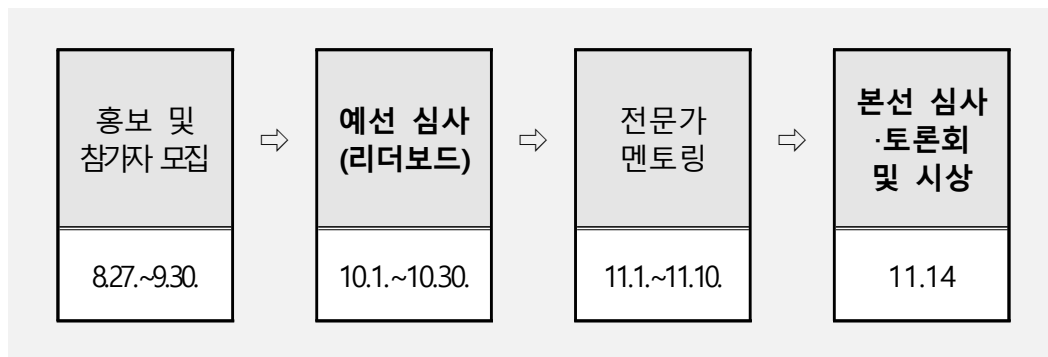 홍보 및
참가자 모집
⇨
예선 심사
(리더보드)
⇨
전문가
멘토링
⇨
본선 심사
·토론회
및 시상
8.27.~9.30.
10.1.~10.30.
11.1.~11.10.
11.14